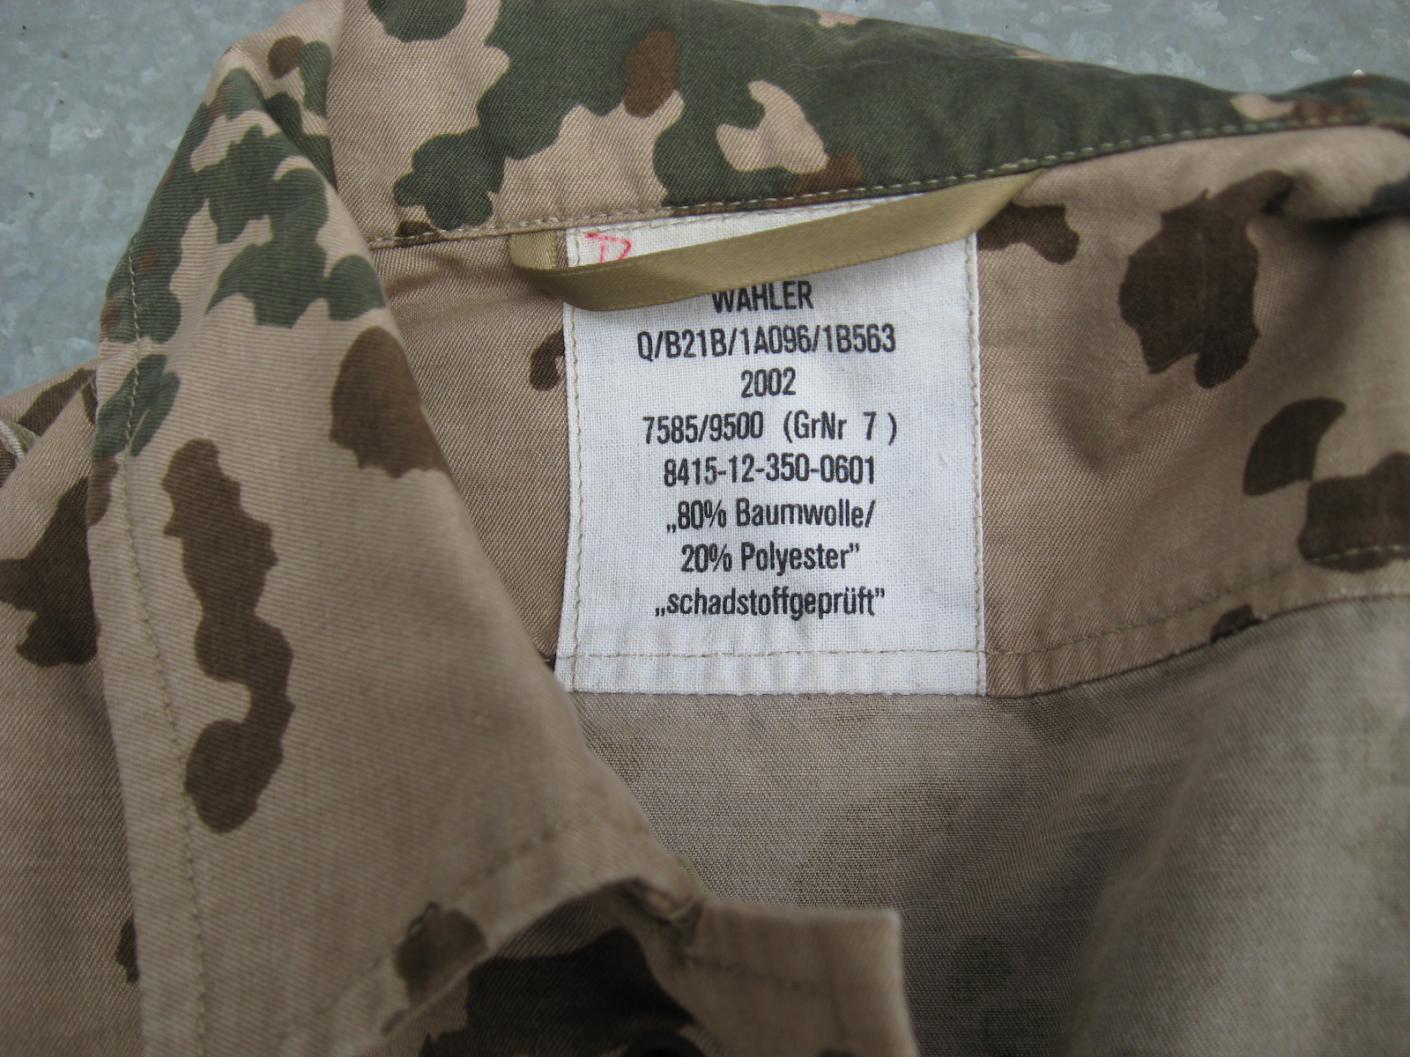 WAHLER
Q/B21B/1A096/1B563
2002
7585/9500 (GrNr 7 )
8415-12-350-0601
„80% Baumwolle/
20% Polyester”
„schadstoffgeprüft”